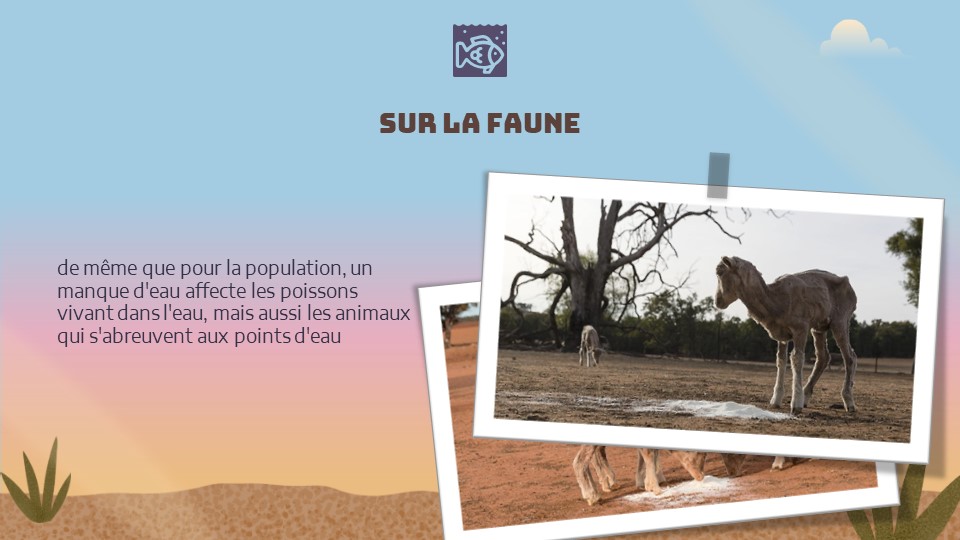 SUR LA FAUNE
de même que pour la population, un
manque d'eau affecte les poissons
vivant dans l'eau, mais aussi les animaux
qui s'abreuvent aux points d'eau